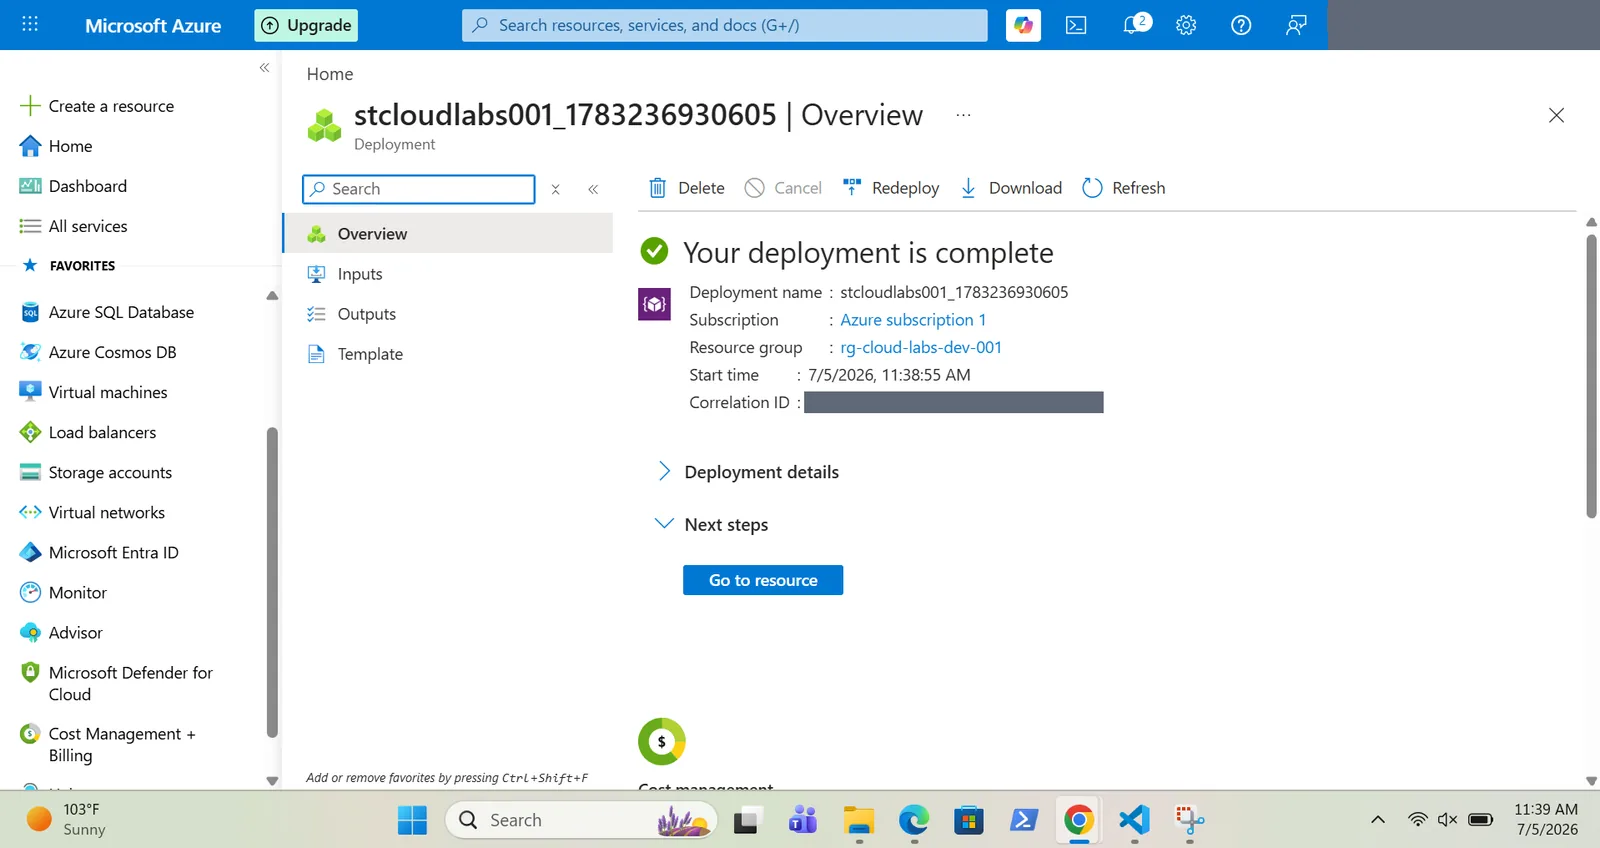 Microsoft Azure
Upgrade
Search resources, services, and docs (G+/)
2
Create a resource
Home
Dashboard
All services
FAVORITES
Azure SQL Database
Azure Cosmos DB
Virtual machines
Load balancers
Storage accounts
Virtual networks
Microsoft Entra ID
Monitor
Advisor
Microsoft Defender for
Cloud
Cost Management +
Billing
Home
stcloudlabs001_1783236930605 | Overview
...
Deployment
Search
Overview
Inputs
Outputs
Template
Add or remove favorites by pressing Ctrl+Shift+F
Delete
Cancel
Redeploy
Download
Refresh
Your deployment is complete
Deployment name : stcloudlabs001_1783236930605
Subscription : Azure subscription 1
Resource group : rg-cloud-labs-dev-001
Start time : 7/5/2026, 11:38:55 AM
Correlation ID :
Deployment details
Next steps
Go to resource
$
Cost management
103°F
Sunny
Search
11:39 AM
7/5/2026